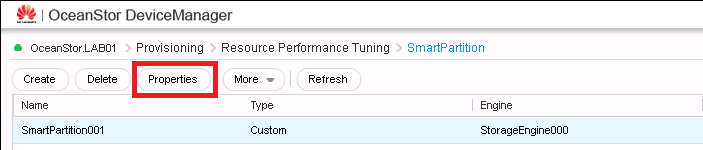 OceanStor DeviceManager
OceanStor.LAB01 > Provisioning > Resource Performance Tuning > SmartPartition
Create Delete Properties More Refresh
Name Type Engine
SmartPartition001 Custom StorageEngine000